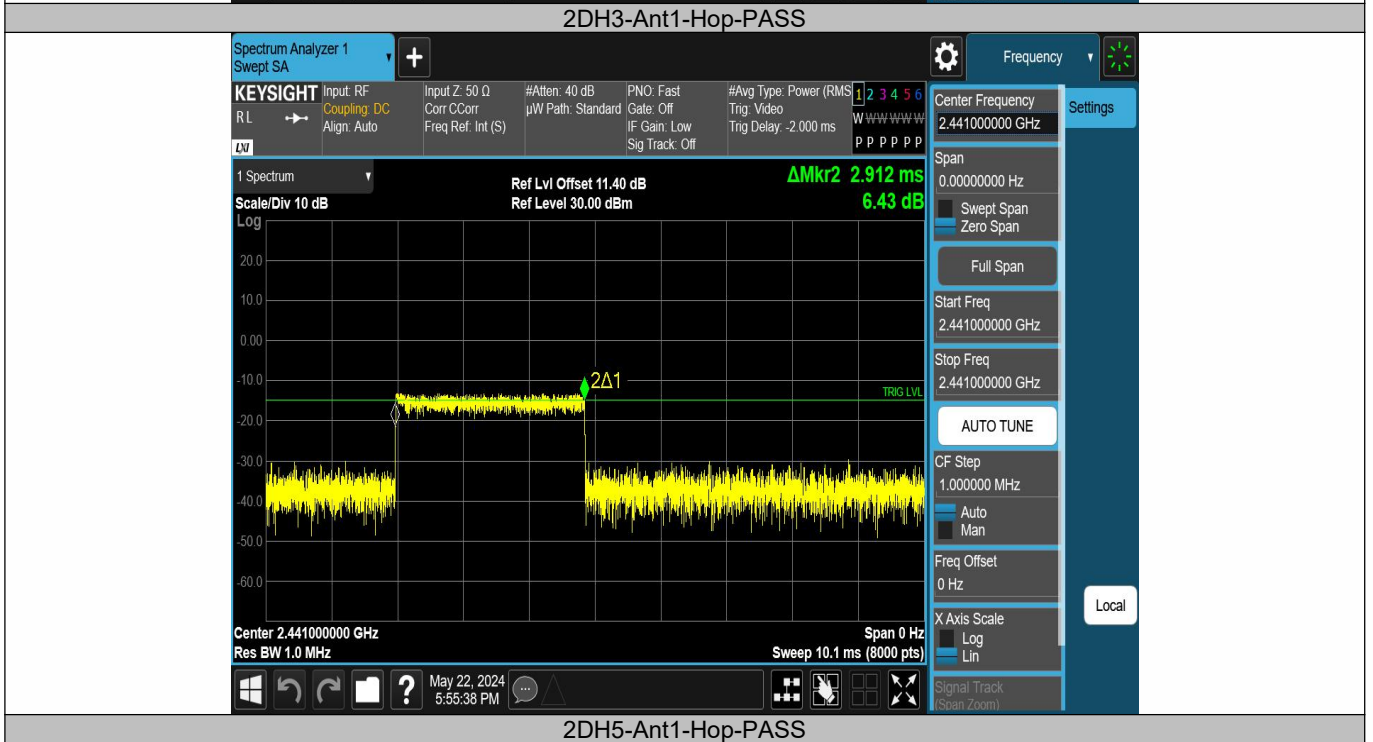 2DH3-Ant1-Hop-PASS
Spectrum Analyzer 1
Swept SA
Frequency
KEYSIGHT
RL
LXI
Input: RF
Coupling: DC
Align: Auto
Input Z: 50 Ω
Corr CCorr
Freq Ref: Int (S)
#Atten: 40 dB
µW Path: Standard
PNO: Fast
Gate: Off
IF Gain: Low
Sig Track: Off
#Avg Type: Power (RMS
Trig: Video
Trig Delay: -2.000 ms
1 2 3 4 5 6
W W W W W W
P P P P P P
1 Spectrum
Scale/Div 10 dB
Log
Ref Lvl Offset 11.40 dB
Ref Level 30.00 dBm
ΔMkr2 2.912 ms
6.43 dB
20.0
10.0
0.00
-10.0
-20.0
-30.0
-40.0
-50.0
-60.0
2Δ1
TRIG LVL
Center 2.441000000 GHz
Res BW 1.0 MHz
Span 0 Hz
Sweep 10.1 ms (8000 pts)
May 22, 2024
5:55:38 PM
Center Frequency
2.441000000 GHz
Settings
Span
0.00000000 Hz
Swept Span
Zero Span
Full Span
Start Freq
2.441000000 GHz
Stop Freq
2.441000000 GHz
AUTO TUNE
CF Step
1.000000 MHz
Auto
Man
Freq Offset
0 Hz
X Axis Scale
Log
Lin
Local
Signal Track
(Span Zoom)
2DH5-Ant1-Hop-PASS